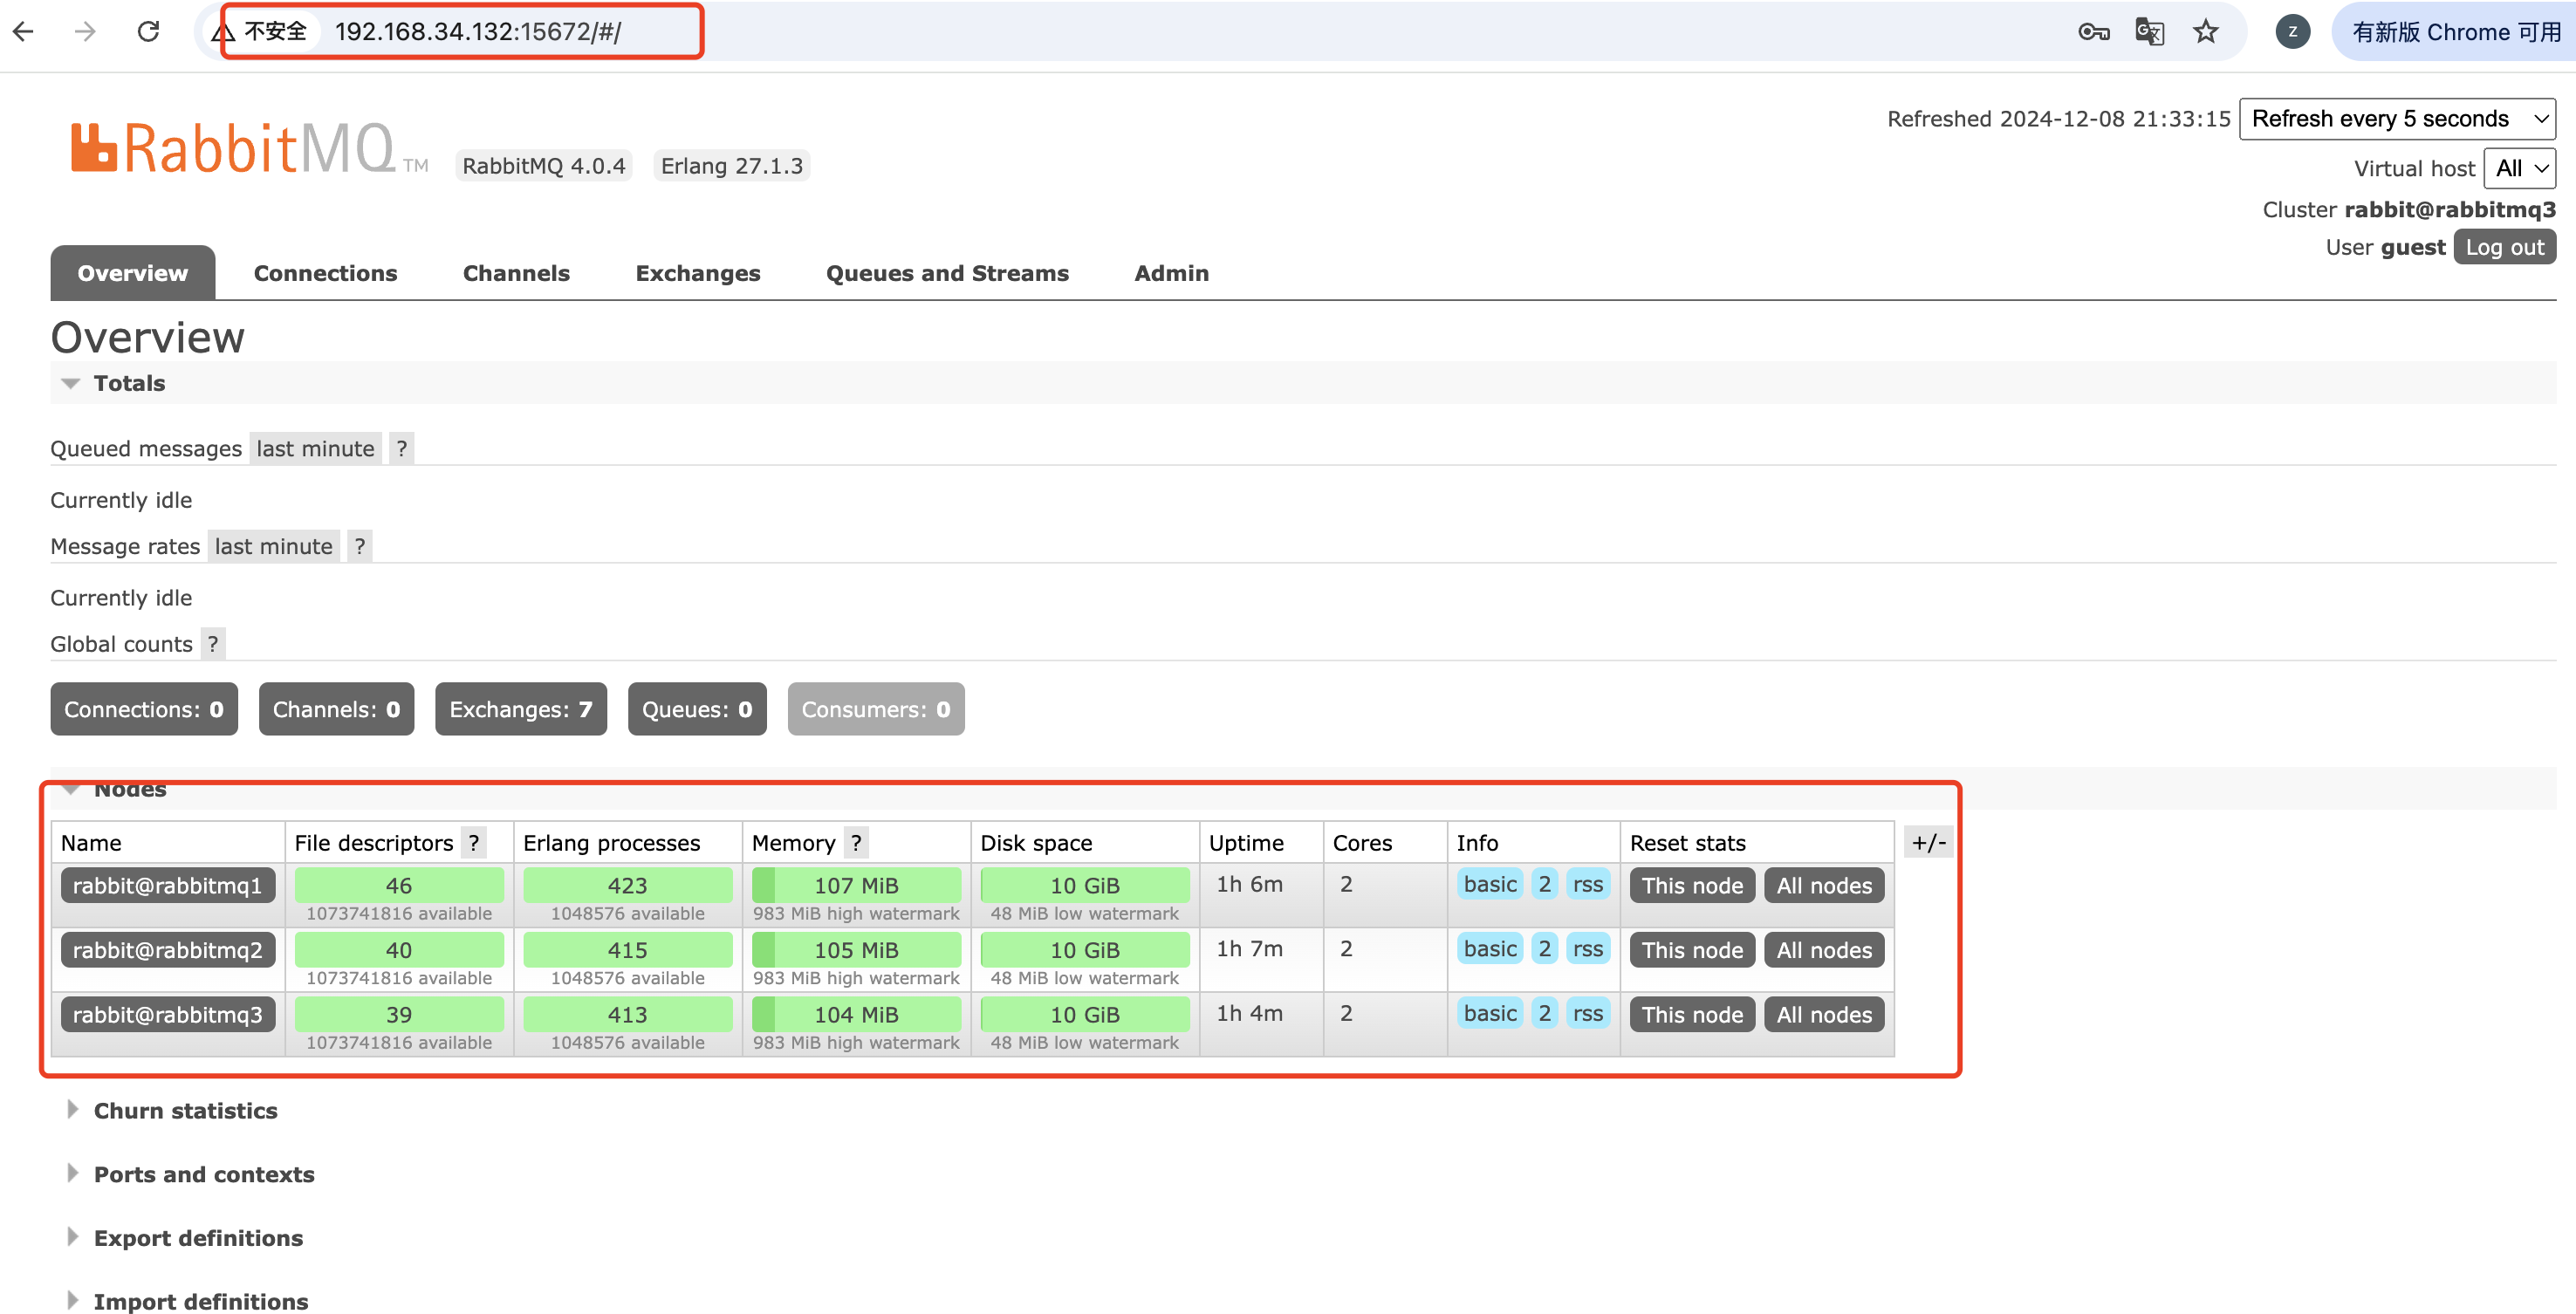 不安全 192.168.34.132:15672/#/
Z 有新版 Chrome 可用
Refreshed 2024-12-08 21:33:15 Refresh every 5 seconds
RabbitMQ TM RabbitMQ 4.0.4 Erlang 27.1.3
Virtual host All
Cluster rabbit@rabbitmq3
User guest Log out
Overview Connections Channels Exchanges Queues and Streams Admin
Overview
Totals
Queued messages last minute ?
Currently idle
Message rates last minute ?
Currently idle
Global counts ?
Connections: 0 Channels: 0 Exchanges: 7 Queues: 0 Consumers: 0
Nodes
Name File descriptors ? Erlang processes Memory ? Disk space Uptime Cores Info Reset stats +/-
rabbit@rabbitmq1 46 423 107 MiB 10 GiB 1h 6m 2 basic 2 rss This node All nodes
1073741816 available 1048576 available 983 MiB high watermark 48 MiB low watermark
rabbit@rabbitmq2 40 415 105 MiB 10 GiB 1h 7m 2 basic 2 rss This node All nodes
1073741816 available 1048576 available 983 MiB high watermark 48 MiB low watermark
rabbit@rabbitmq3 39 413 104 MiB 10 GiB 1h 4m 2 basic 2 rss This node All nodes
1073741816 available 1048576 available 983 MiB high watermark 48 MiB low watermark
Churn statistics
Ports and contexts
Export definitions
Import definitions